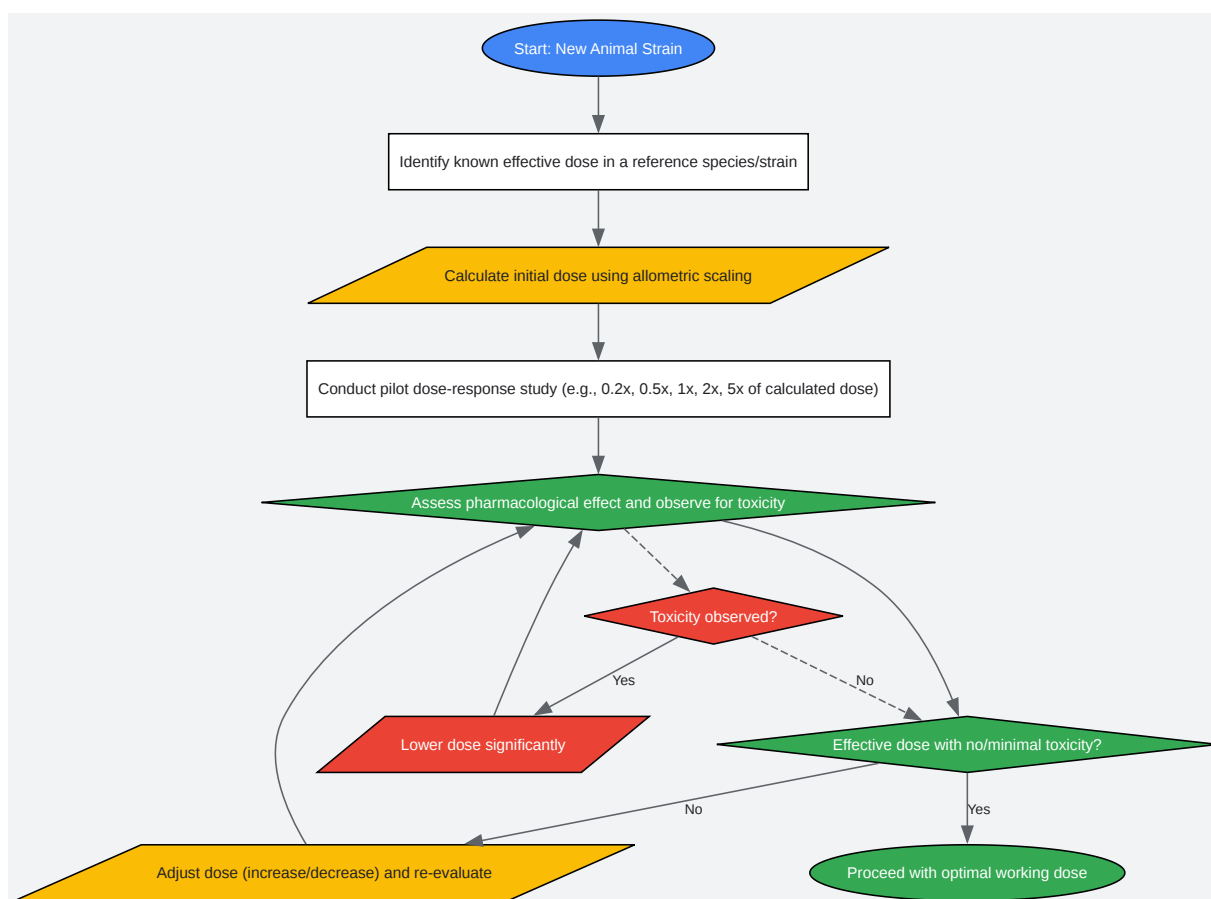 Start: New Animal Strain
Identify known effective dose in a reference species/strain
Calculate initial dose using allometric scaling
Conduct pilot dose-response study (e.g., 0.2x, 0.5x, 1x, 2x, 5x of calculated dose)
Assess pharmacological effect and observe for toxicity
Toxicity observed?
Yes
No
Lower dose significantly
Effective dose with no/minimal toxicity?
No
Yes
Adjust dose (increase/decrease) and re-evaluate
Proceed with optimal working dose